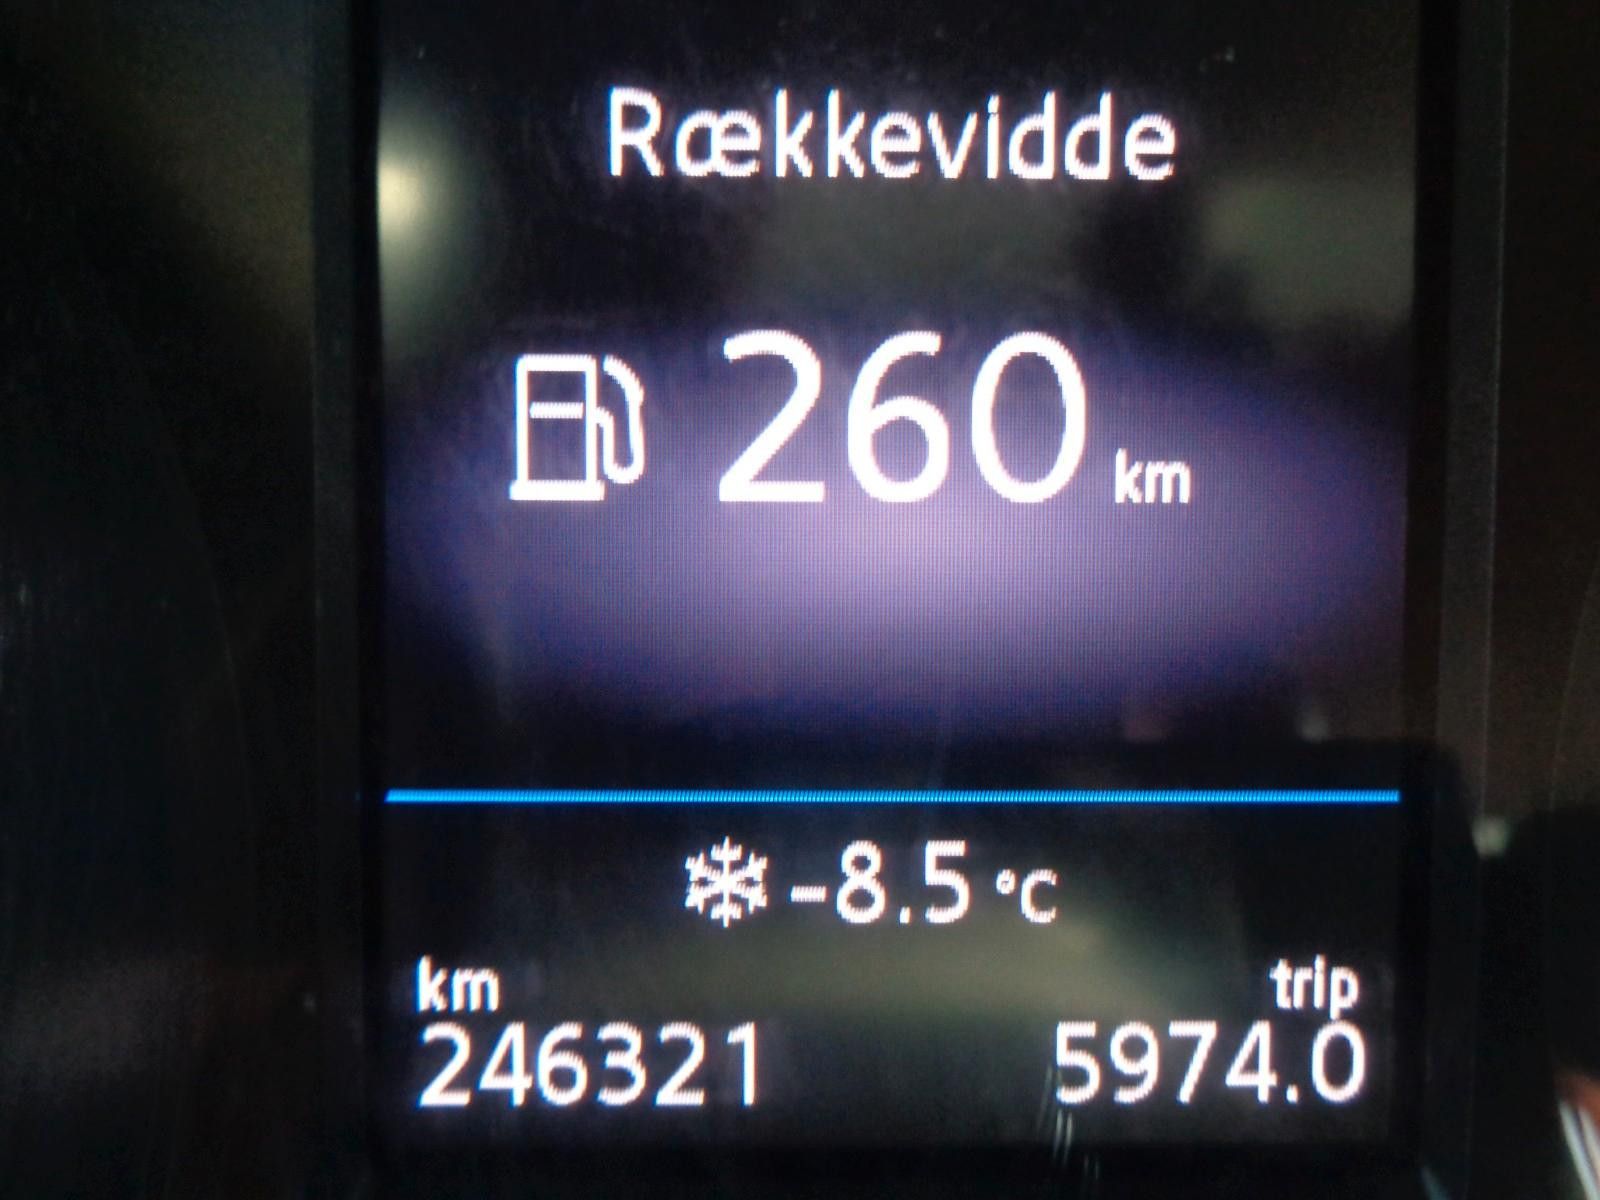 Rækkevidde
260 km
-8.5 °C
km trip
246321 5974.0